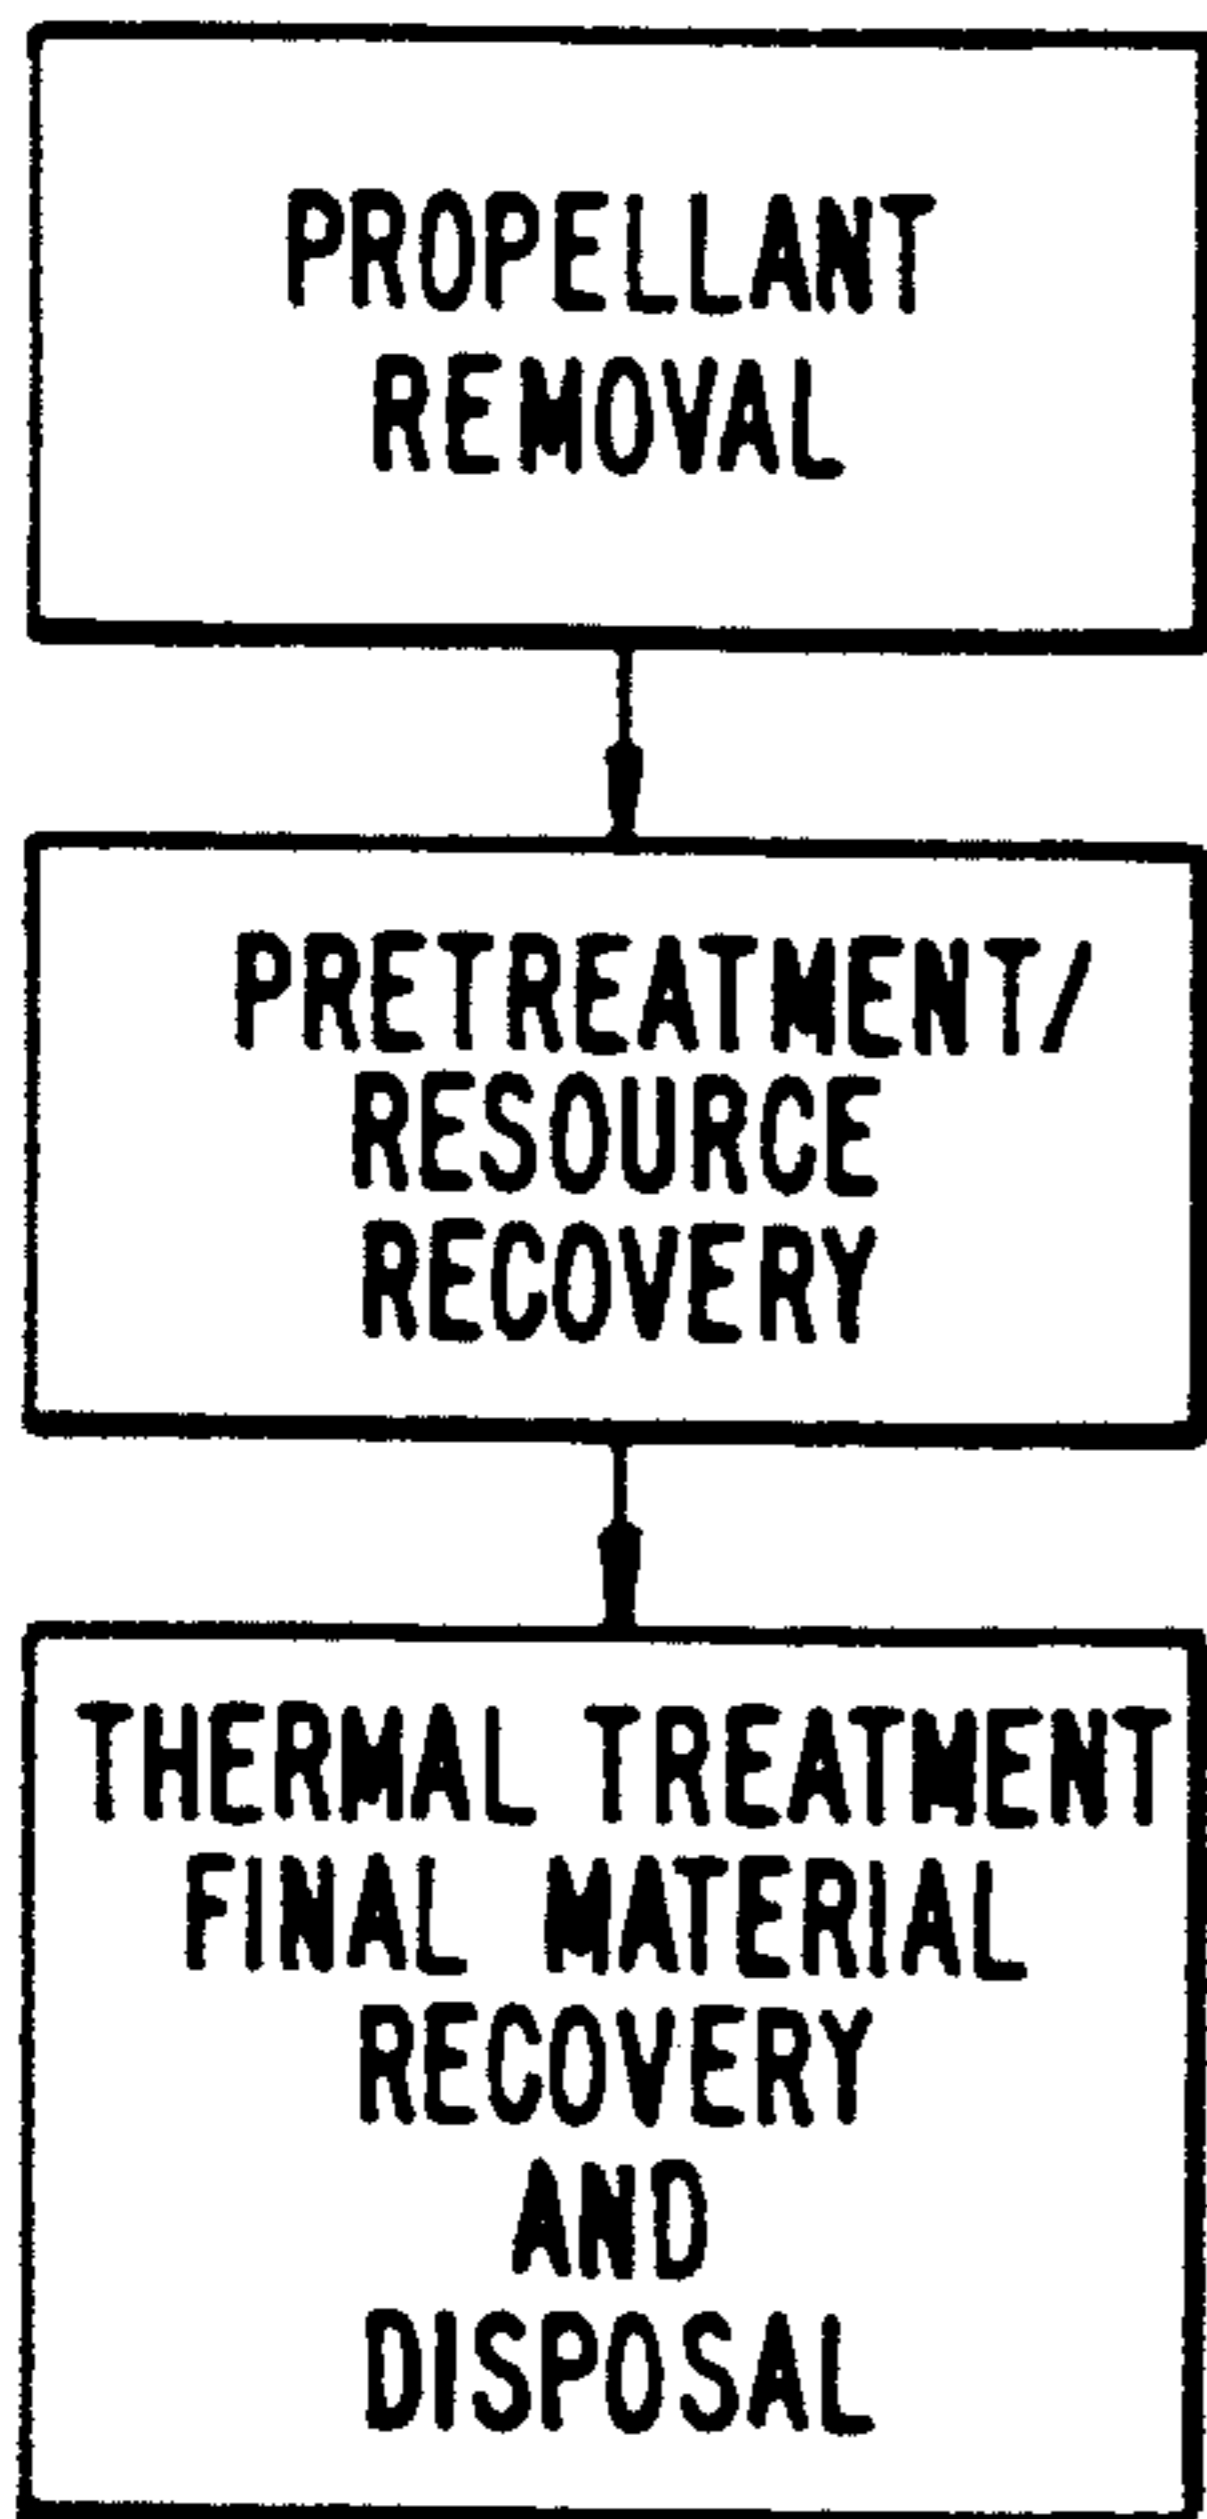 PROPELLANT
REMOVAL
PRETREATMENT/
RESOURCE
RECOVERY
THERMAL TREATMENT
FINAL MATERIAL
RECOVERY
AND
DISPOSAL